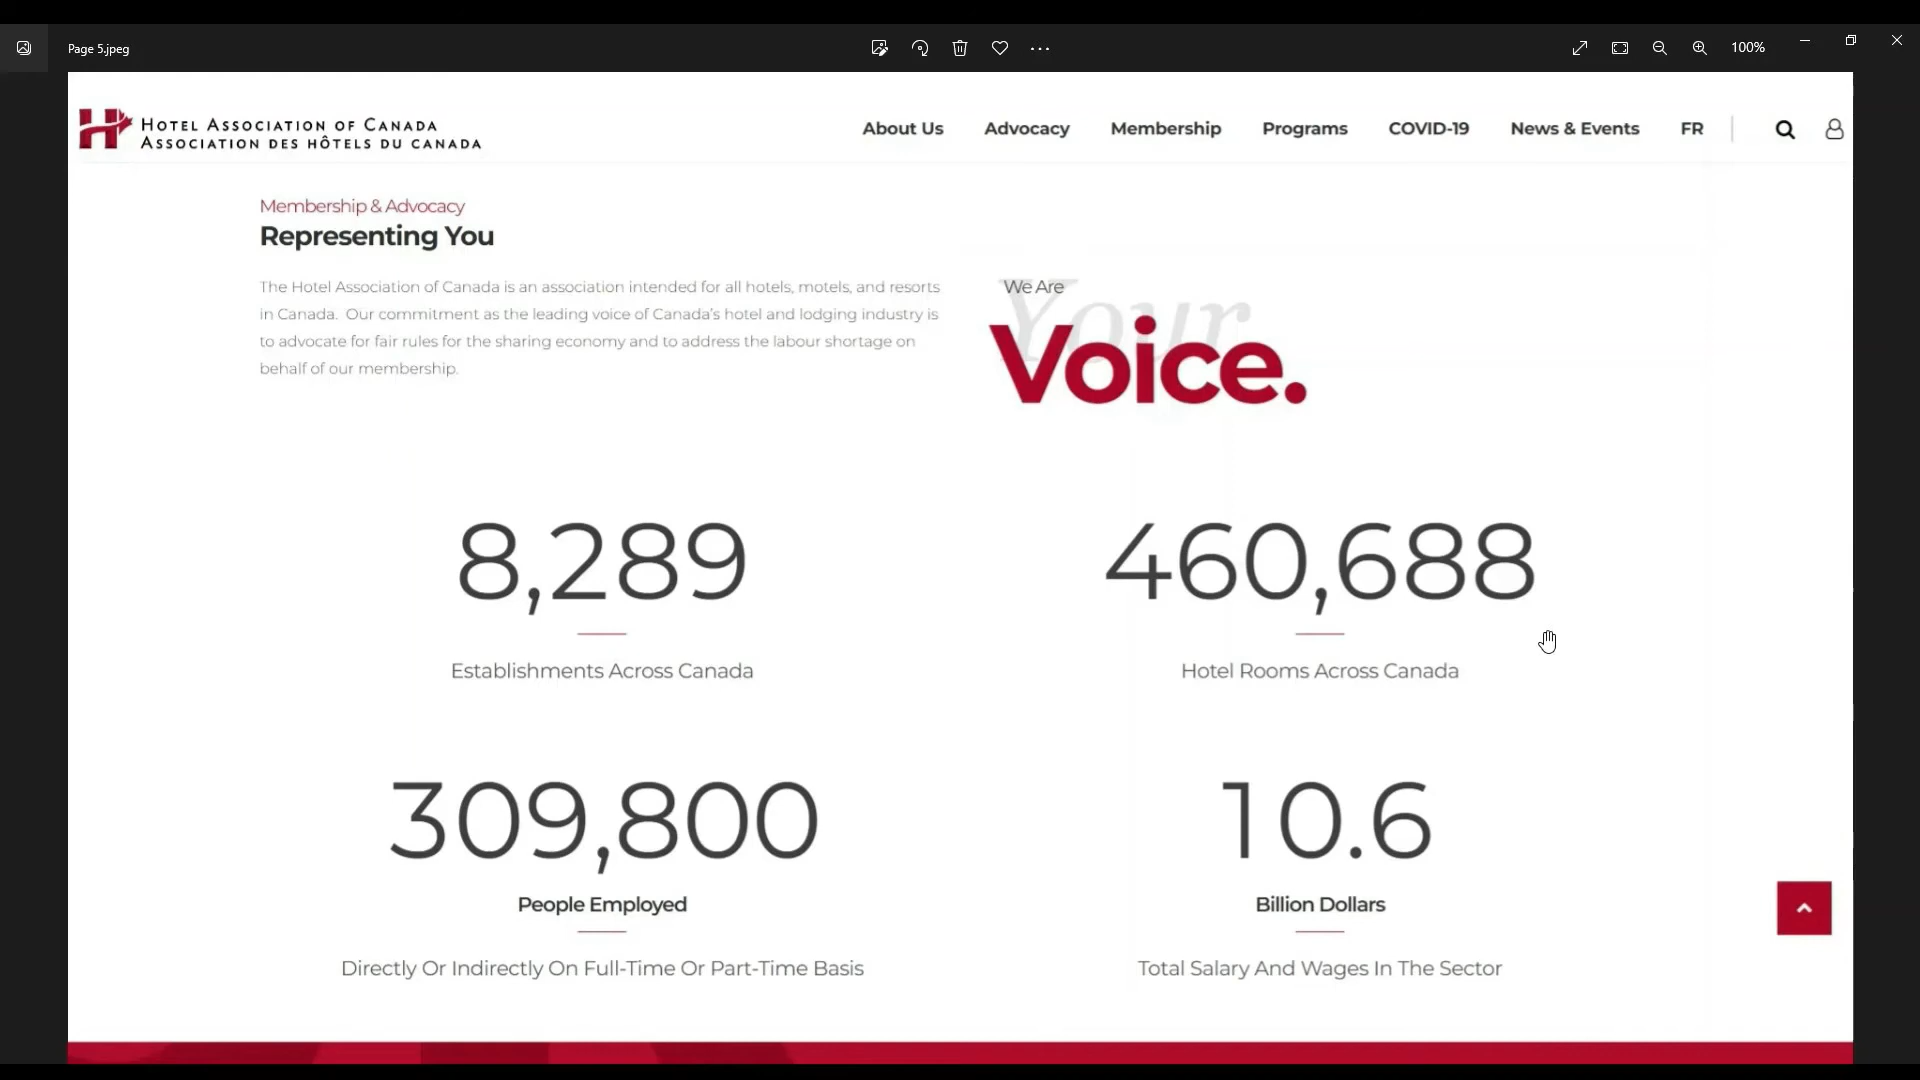 Page 5.jpeg
100%
HOTEL ASSOCIATION OF CANADA
ASSOCIATION DES HÔTELS DU CANADA
About Us Advocacy Membership Programs COVID-19 News & Events FR
Membership & Advocacy
Representing You
The Hotel Association of Canada is an association intended for all hotels, motels, and resorts
in Canada. Our commitment as the leading voice of Canada's hotel and lodging industry is
to advocate for fair rules for the sharing economy and to address the labour shortage on
behalf of our membership.
We Are
Your
Voice.
8,289
Establishments Across Canada
460,688
Hotel Rooms Across Canada
309,800
People Employed
Directly Or Indirectly On Full-Time Or Part-Time Basis
10.6
Billion Dollars
Total Salary And Wages In The Sector